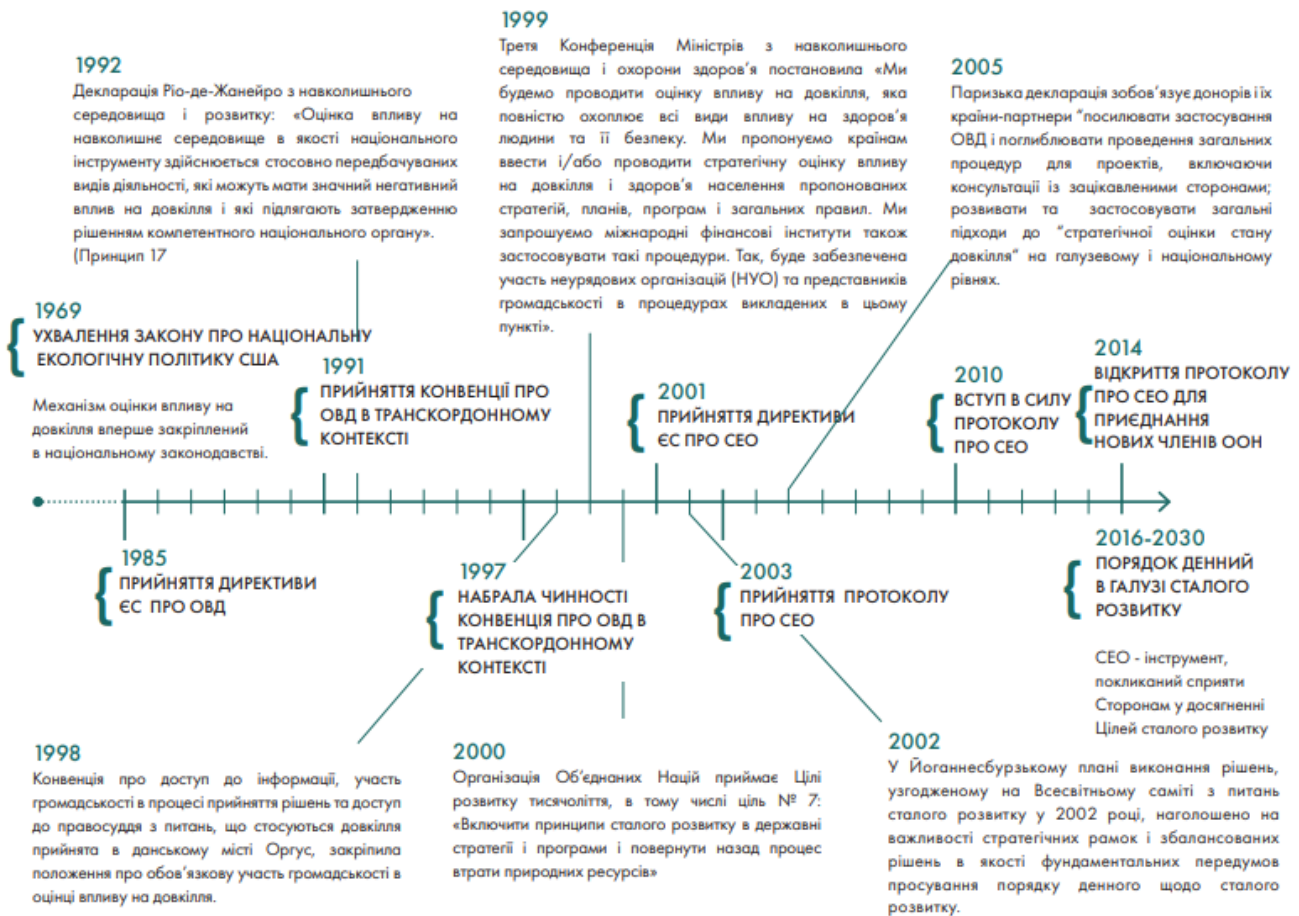 1992
Декларація Ріо-де-Жанейро з навколишнього
середовища і розвитку: «Оцінка впливу на
навколишнє середовище в якості національного
інструменту здійснюється стосовно передбачуваних
видів діяльності, які можуть мати значний негативний
вплив на довкілля і які підлягають затвердженню
рішенням компетентного національного органу».
(Принцип 17
1999
Третя Конференція Міністрів з навколишнього
середовища і охорони здоров’я постановила «Ми
будемо проводити оцінку впливу на довкілля, яка
повністю охоплює всі види впливу на здоров’я
людини та її безпеку. Ми пропонуємо країнам
ввести і/або проводити стратегічну оцінку впливу
на довкілля і здоров’я населення пропонованих
стратегій, планів, програм і загальних правил. Ми
запрошуємо міжнародні фінансові інститути також
застосовувати такі процедури. Так, буде забезпечена
участь неурядових організацій (НУО) та представників
громадськості в процедурах викладених в цьому
пункті».
2005
Паризька декларація зобов’язує донорів і їх
країни-партнери “посилювати застосування
ОВД і поглиблювати проведення загальних
процедур для проектів, включаючи
консультації із зацікавленими сторонами;
розвивати та застосовувати загальні
підходи до “стратегічної оцінки стану
довкілля” на галузевому і національному
рівнях.
1969
УХВАЛЕННЯ ЗАКОНУ ПРО НАЦІОНАЛЬНУ
ЕКОЛОГІЧНУ ПОЛІТИКУ США
Механізм оцінки впливу на
довкілля вперше закріплений
в національному законодавстві.
1991
ПРИЙНЯТТЯ КОНВЕНЦІЇ ПРО
ОВД В ТРАНСКОРДОННОМУ
КОНТЕКСТІ
2001
ПРИЙНЯТТЯ ДИРЕКТИВИ
ЄС ПРО СЕО
2010
ВСТУП В СИЛУ
ПРОТОКОЛУ
ПРО СЕО
2014
ВІДКРИТТЯ ПРОТОКОЛУ
ПРО СЕО ДЛЯ
ПРИЄДНАННЯ
НОВИХ ЧЛЕНІВ ООН
1985
ПРИЙНЯТТЯ ДИРЕКТИВИ
ЄС ПРО ОВД
1997
НАБРАЛА ЧИННОСТІ
КОНВЕНЦІЯ ПРО ОВД В
ТРАНСКОРДОННОМУ
КОНТЕКСТІ
2003
ПРИЙНЯТТЯ ПРОТОКОЛУ
ПРО СЕО
2016-2030
ПОРЯДОК ДЕННИЙ
В ГАЛУЗІ СТАЛОГО
РОЗВИТКУ
СЕО - інструмент,
покликаний сприяти
Сторонам у досягненні
Цілей сталого розвитку
1998
Конвенція про доступ до інформації, участь
громадськості в процесі прийняття рішень та доступ
до правосуддя з питань, що стосуються довкілля
прийнята в данському місті Оргус, закріпила
положення про обов’язкову участь громадськості в
оцінці впливу на довкілля.
2000
Організація Об’єднаних Націй приймає Цілі
розвитку тисячоліття, в тому числі ціль № 7:
«Включити принципи сталого розвитку в державні
стратегії і програми і повернути назад процес
втрати природних ресурсів»
2002
У Йоганнесбурзькому плані виконання рішень,
узгодженому на Всесвітньому саміті з питань
сталого розвитку у 2002 році, наголошено на
важливості стратегічних рамок і збалансованих
рішень в якості фундаментальних передумов
просування порядку денного щодо сталого
розвитку.